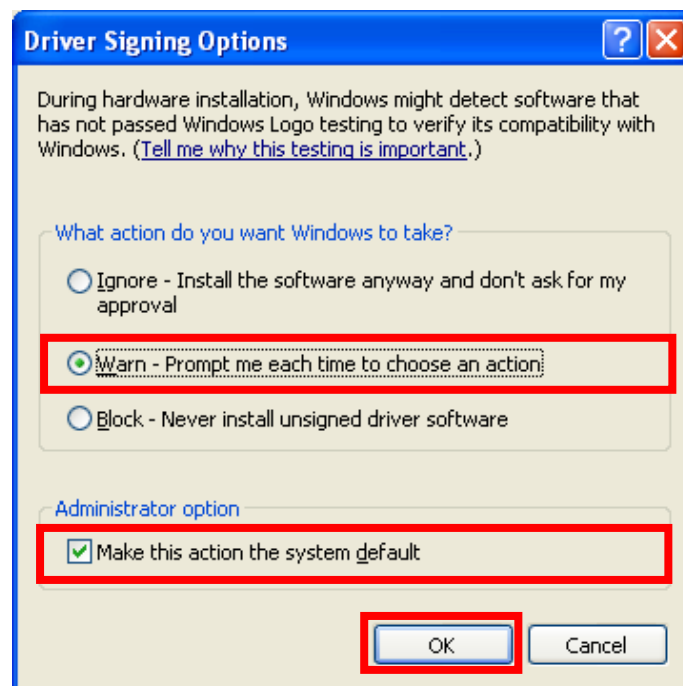 Driver Signing Options
During hardware installation, Windows might detect software that
has not passed Windows Logo testing to verify its compatibility with
Windows. (Tell me why this testing is important.)
What action do you want Windows to take?
Ignore - Install the software anyway and don't ask for my
approval
Warn - Prompt me each time to choose an action
Block - Never install unsigned driver software
Administrator option
Make this action the system default
OK Cancel